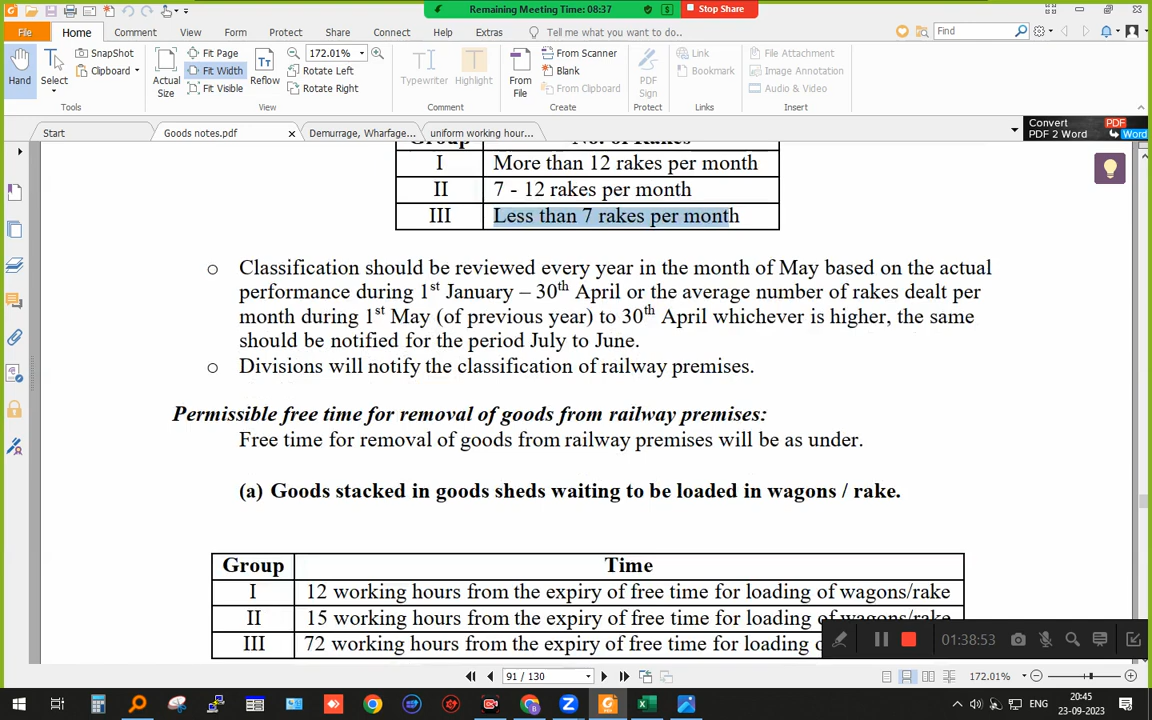 Remaining Meeting Time: 08:37
Stop Share
File Home Comment View Form Protect Share Connect Help Extras Tell me what you want to do.. Find
Hand
Select
SnapShot
Clipboard
Tools
Actual Size
Fit Page
Fit Width
Fit Visible
Reflow
172.01%
Rotate Left
Rotate Right
View
Typewriter
Highlight
Comment
From File
From Scanner
Blank
From Clipboard
Create
PDF Sign
Protect
Link
Bookmark
Links
File Attachment
Image Annotation
Audio & Video
Insert
Start Goods notes.pdf Demurrage, Wharfage... uniform working hour...
Convert PDF
PDF 2 Word Word
Group No. of Rakes
I More than 12 rakes per month
II 7 - 12 rakes per month
III Less than 7 rakes per month
o Classification should be reviewed every year in the month of May based on the actual
performance during 1st January – 30th April or the average number of rakes dealt per
month during 1st May (of previous year) to 30th April whichever is higher, the same
should be notified for the period July to June.
o Divisions will notify the classification of railway premises.
Permissible free time for removal of goods from railway premises:
Free time for removal of goods from railway premises will be as under.
(a) Goods stacked in goods sheds waiting to be loaded in wagons / rake.
Group Time
I 12 working hours from the expiry of free time for loading of wagons/rake
II 15 working hours from the expiry of free time for loading of wagons/rake
III 72 working hours from the expiry of free time for loading
01:38:53
91 / 130
172.01%
ENG
20:45
23-09-2023